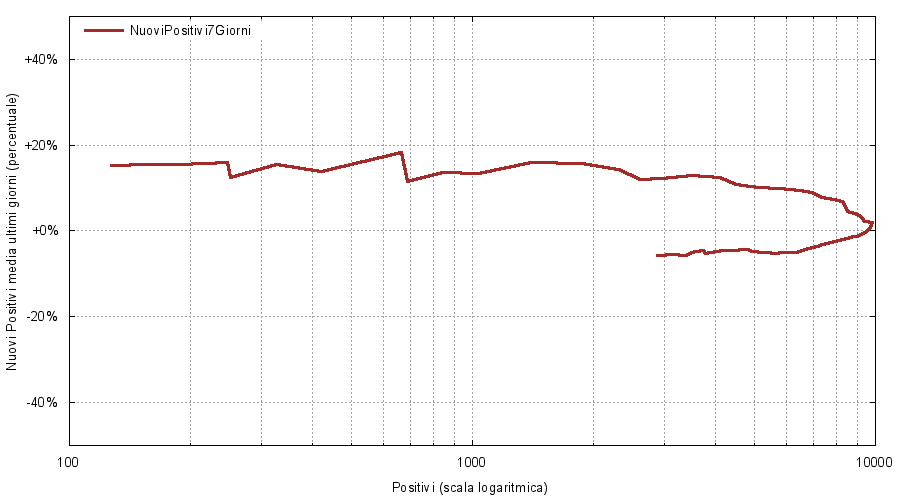 NuoviPositivi7Giorni
+40%
+20%
+0%
-20%
-40%
Nuovi Positivi media ultimi giorni (percentuale)
100
1000
10000
Positivi (scala logaritmica)